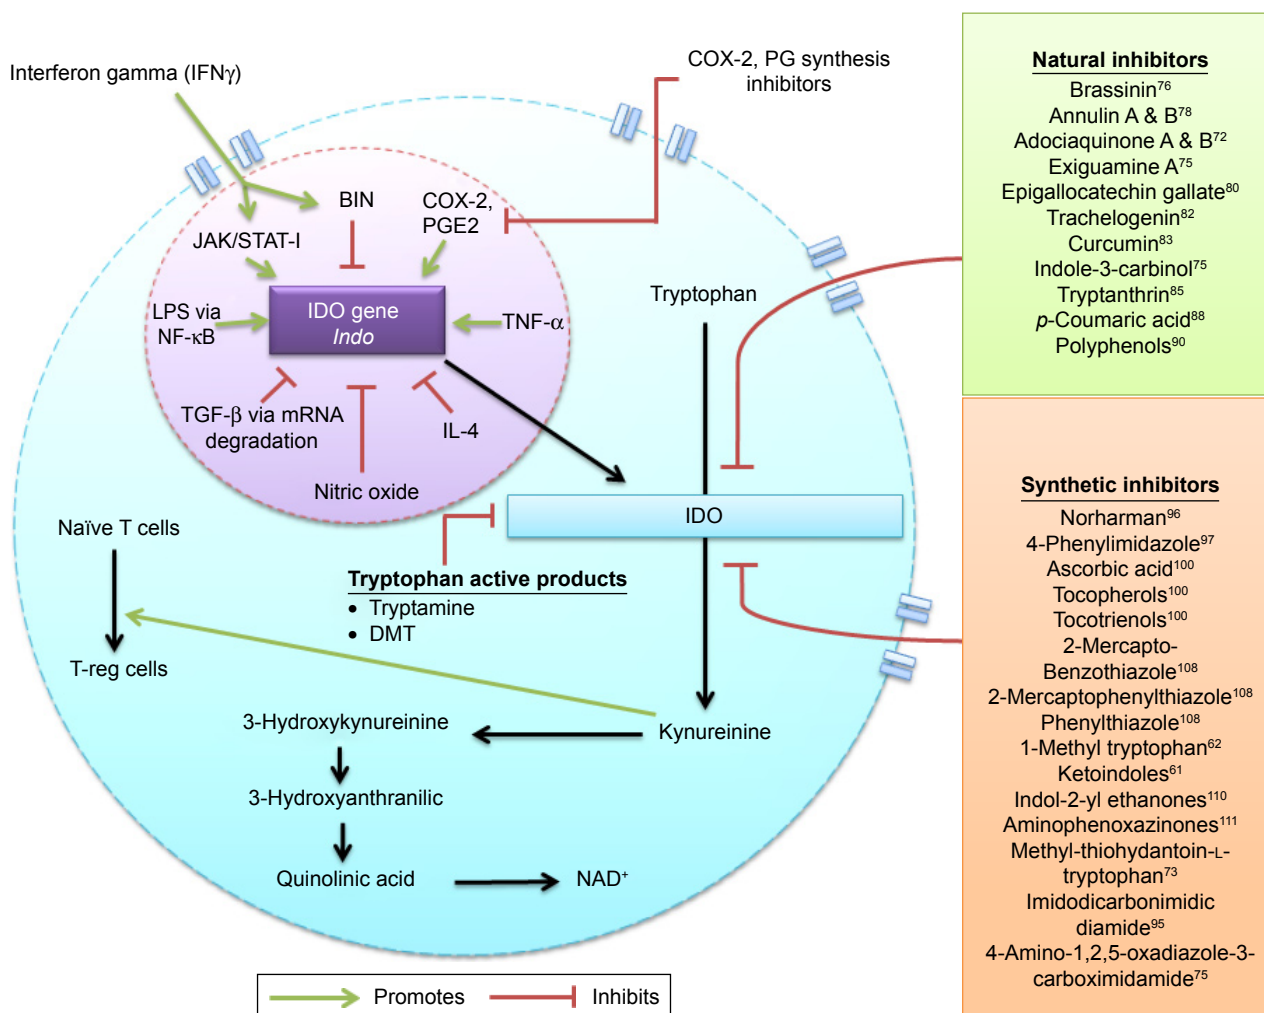 Interferon gamma (IFNγ)
COX-2, PG synthesis
inhibitors
BIN
COX-2,
PGE2
JAK/STAT-I
LPS via
NF-κB
IDO gene
Indo
TNF-α
TGF-β via mRNA
degradation
IL-4
Nitric oxide
Tryptophan
IDO
Naïve T cells
T-reg cells
Tryptophan active products
• Tryptamine
• DMT
3-Hydroxykynureinine
Kynureinine
3-Hydroxyanthranilic
Quinolinic acid
NAD⁺
Promotes
Inhibits
Natural inhibitors
Brassinin⁷⁶
Annulin A & B⁷⁸
Adociaquinone A & B⁷²
Exiguamine A⁷⁵
Epigallocatechin gallate⁸⁰
Trachelogenin⁸²
Curcumin⁸³
Indole-3-carbinol⁷⁵
Tryptanthrin⁸⁵
p-Coumaric acid⁸⁸
Polyphenols⁹⁰
Synthetic inhibitors
Norharman⁹⁶
4-Phenylimidazole⁹⁷
Ascorbic acid¹⁰⁰
Tocopherols¹⁰⁰
Tocotrienols¹⁰⁰
2-Mercapto-
Benzothiazole¹⁰⁸
2-Mercaptophenylthiazole¹⁰⁸
Phenylthiazole¹⁰⁸
1-Methyl tryptophan⁶²
Ketoindoles⁶¹
Indol-2-yl ethanones¹¹⁰
Aminophenoxazinones¹¹¹
Methyl-thiohydantoin-L-
tryptophan⁷³
Imidodicarbonimidic
diamide⁹⁵
4-Amino-1,2,5-oxadiazole-3-
carboximidamide⁷⁵